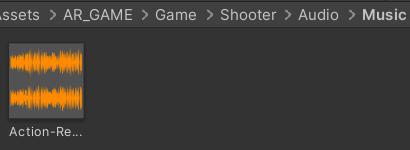 Assets > AR_GAME > Game > Shooter > Audio > Music
Action-Re...